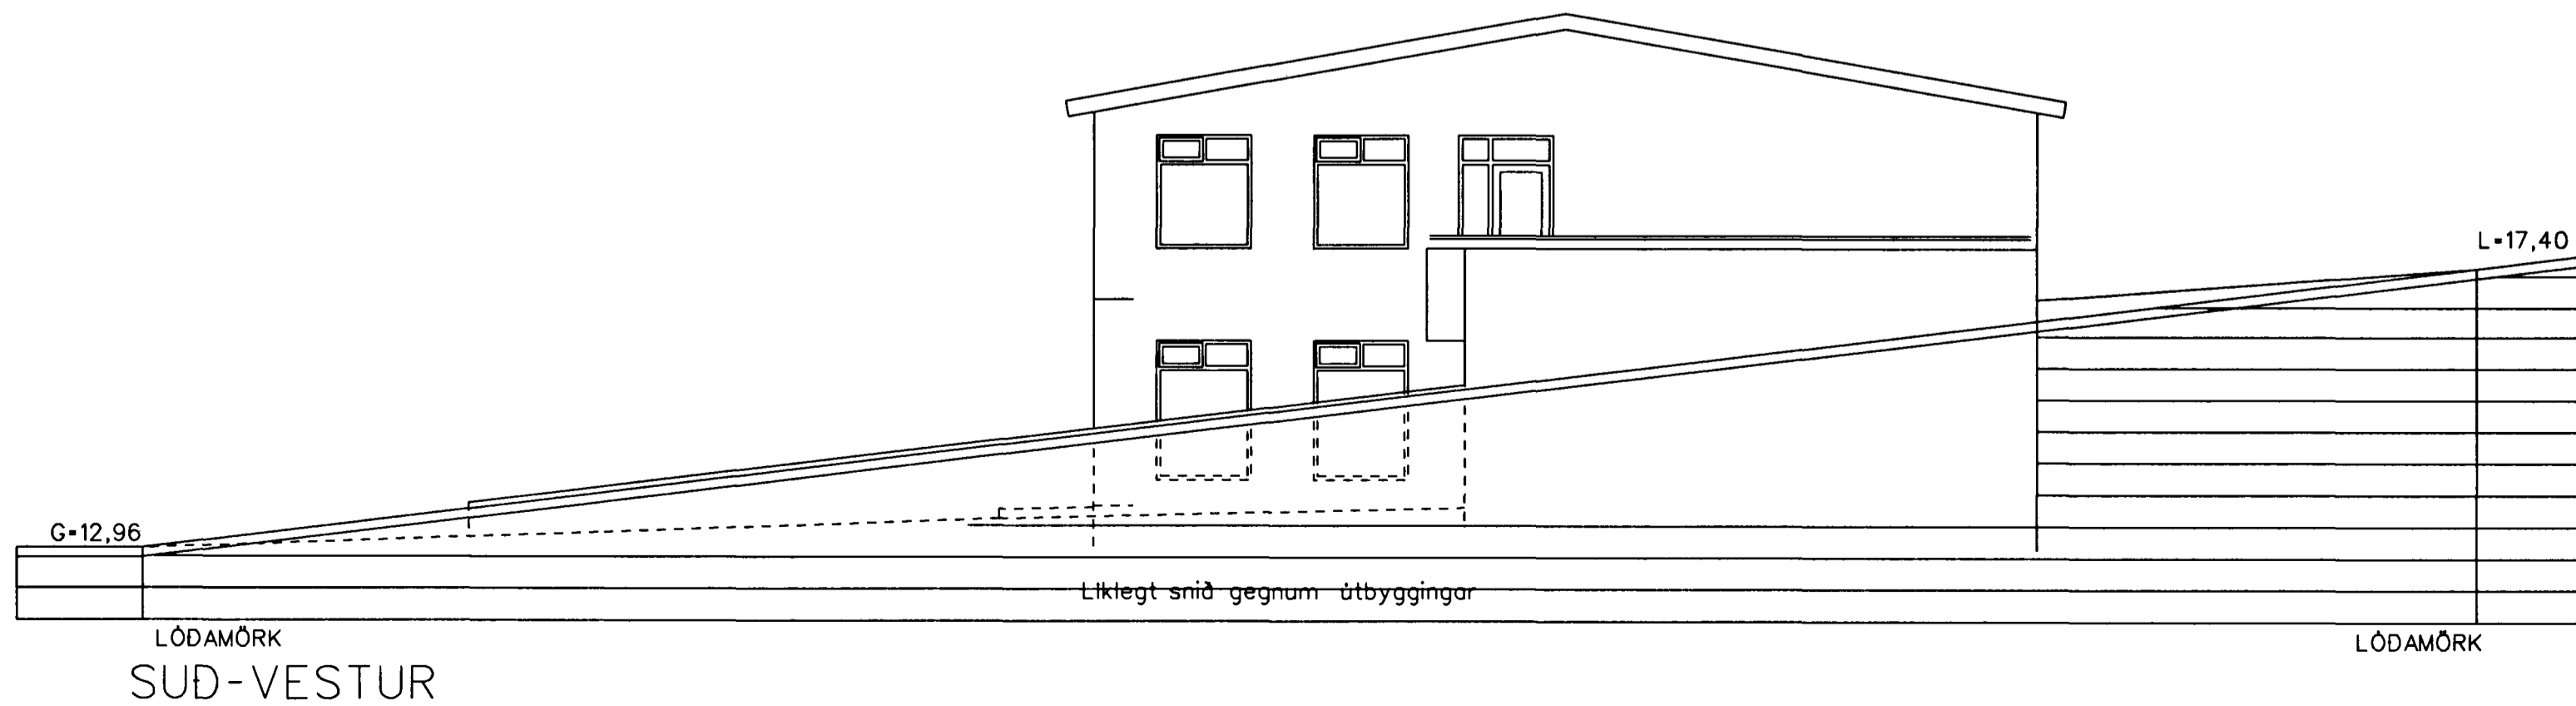 L=17,40
G=12,96
Líklegt snið gegnum útbyggingar
LÓÐAMÖRK
LÓÐAMÖRK
SUÐ-VESTUR